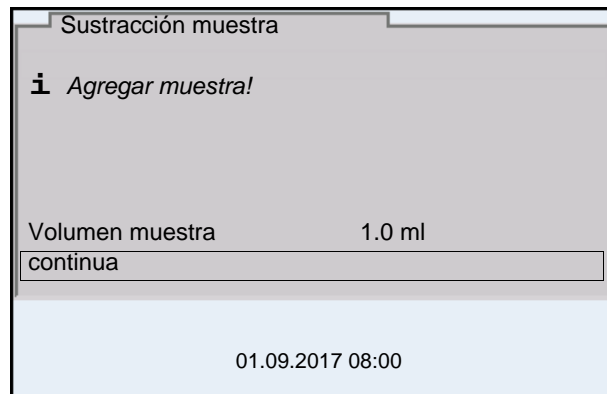 Sustracción muestra
i Agregar muestra!
Volumen muestra 1.0 ml
continua
01.09.2017 08:00